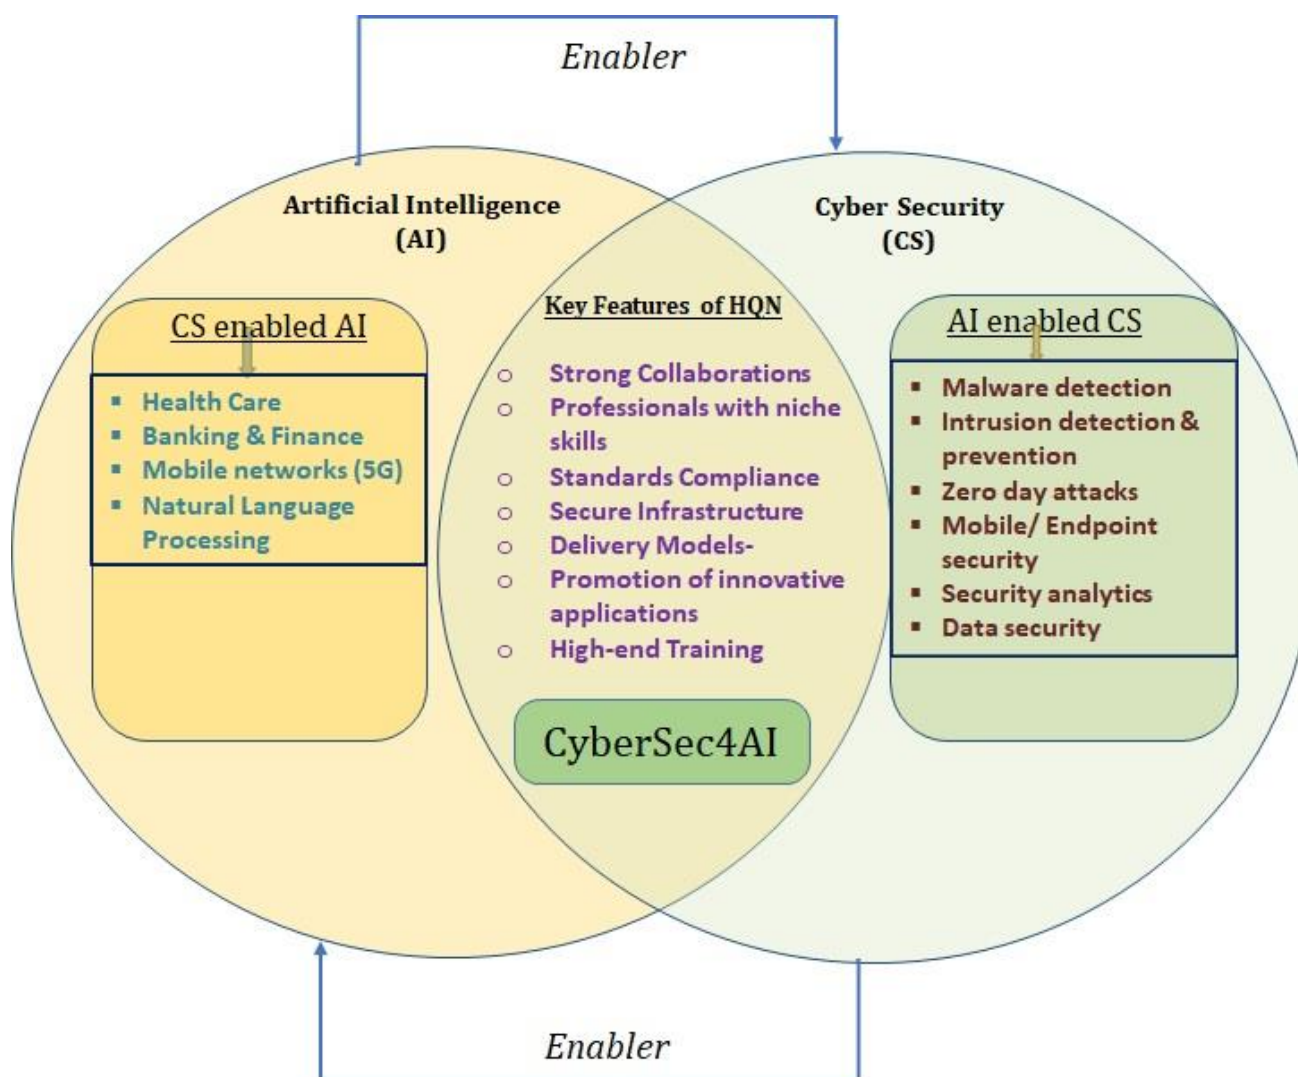 Enabler
Artificial Intelligence
(AI)
Cyber Security
(CS)
CS enabled AI
▪ Health Care
▪ Banking & Finance
▪ Mobile networks (5G)
▪ Natural Language
Processing
Key Features of HQN
o Strong Collaborations
o Professionals with niche
skills
o Standards Compliance
o Secure Infrastructure
o Delivery Models-
o Promotion of innovative
applications
o High-end Training
CyberSec4AI
AI enabled CS
▪ Malware detection
▪ Intrusion detection &
prevention
▪ Zero day attacks
▪ Mobile/ Endpoint
security
▪ Security analytics
▪ Data security
Enabler